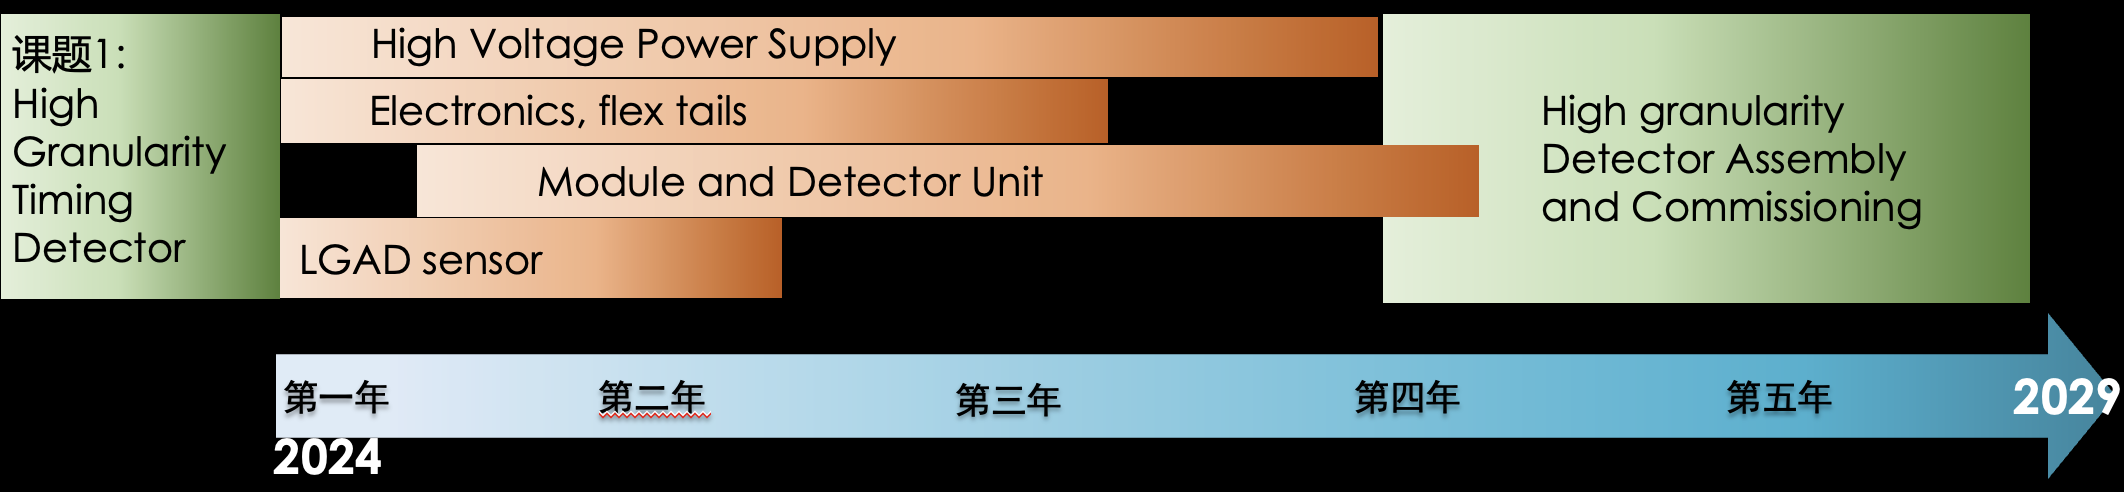 课题1:
High
Granularity
Timing
Detector
High Voltage Power Supply
Electronics, flex tails
Module and Detector Unit
LGAD sensor
High granularity
Detector Assembly
and Commissioning
第一年
第二年
第三年
第四年
第五年
2029
2024